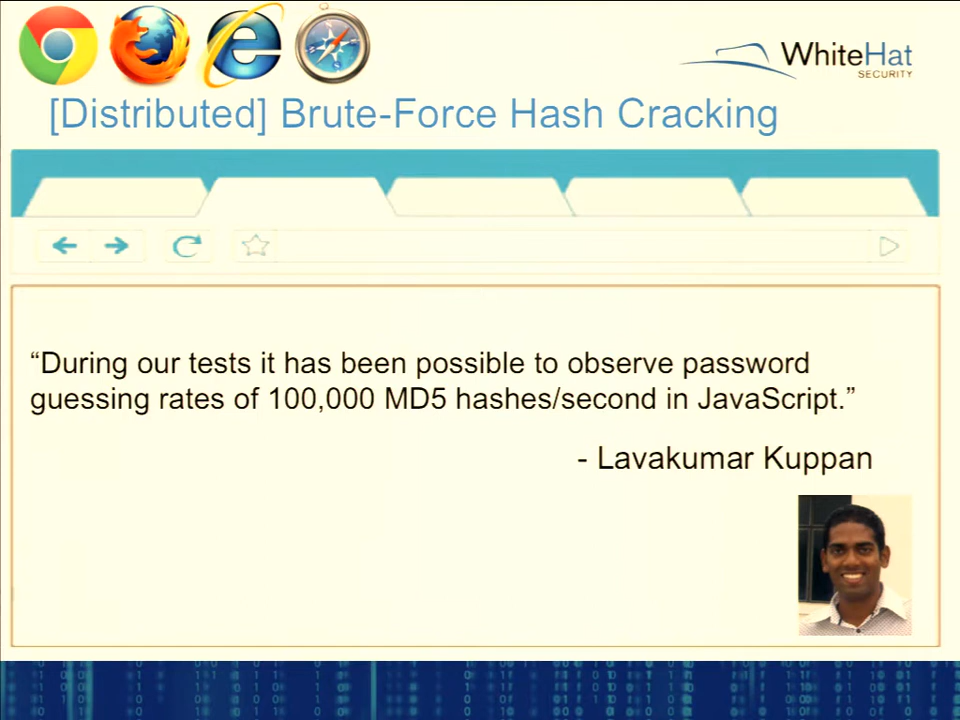 WhiteHat
SECURITY
[Distributed] Brute-Force Hash Cracking
“During our tests it has been possible to observe password
guessing rates of 100,000 MD5 hashes/second in JavaScript.”
- Lavakumar Kuppan